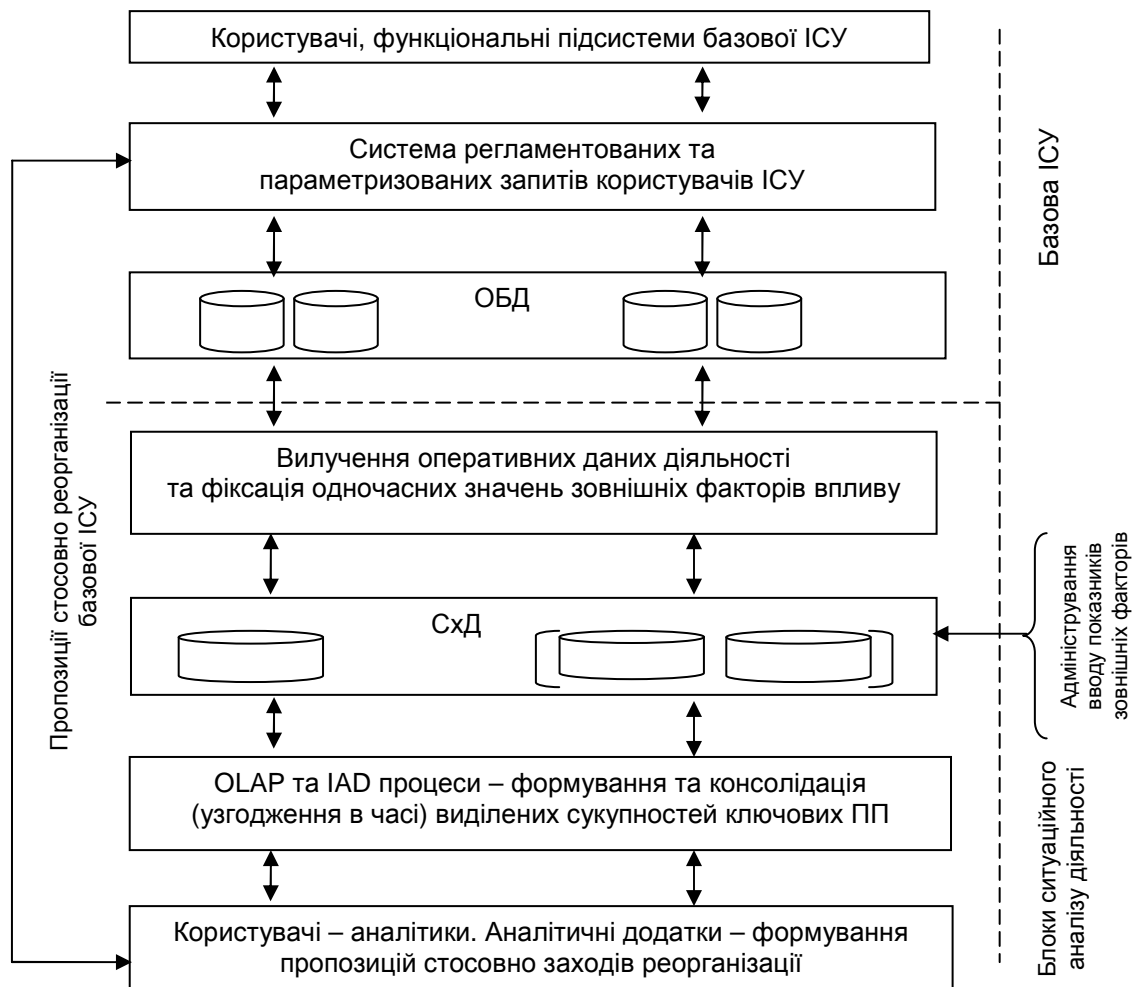 Користувачі, функціональні підсистеми базової ІСУ
Система регламентованих та
параметризованих запитів користувачів ІСУ
Базова ІСУ
ОБД
Пропозиції стосовно реорганізації
базової ІСУ
Вилучення оперативних даних діяльності
та фіксація одночасних значень зовнішніх факторів впливу
СхД
Адміністрування
вводу показників
зовнішніх факторів
OLAP та IAD процеси – формування та консолідація
(узгодження в часі) виділених сукупностей ключових ПП
Блоки ситуаційного
аналізу діяльності
Користувачі – аналітики. Аналітичні додатки – формування
пропозицій стосовно заходів реорганізації